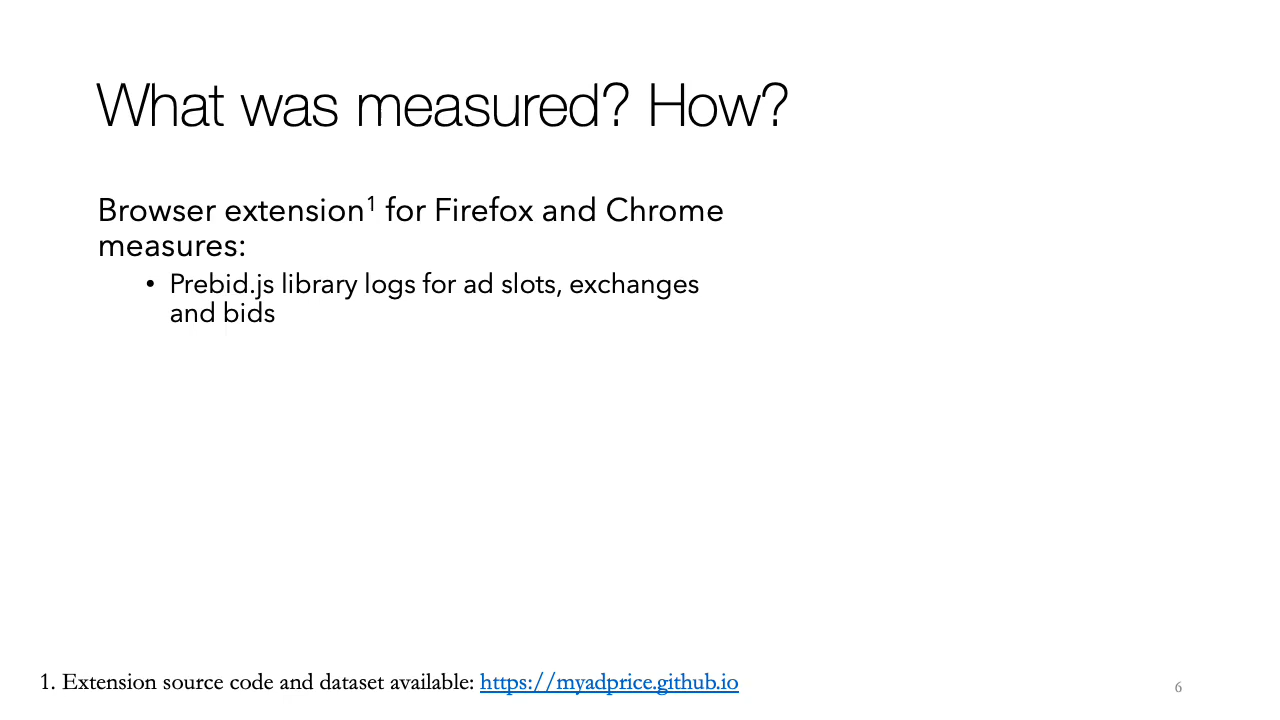 What was measured? How?
Browser extension¹ for Firefox and Chrome
measures:
• Prebid.js library logs for ad slots, exchanges
and bids
1. Extension source code and dataset available: https://myadprice.github.io
6